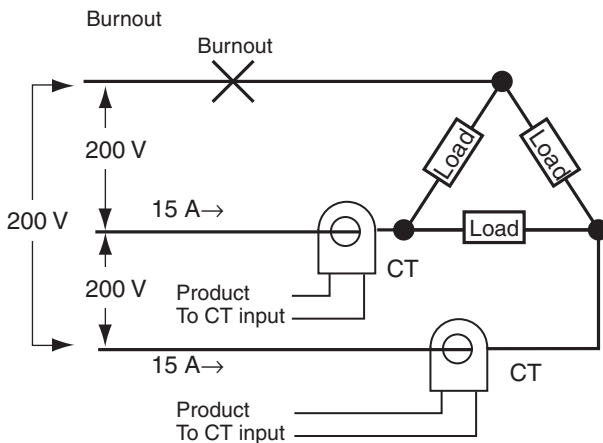 Burnout
Burnout
Load
Load
200 V
15 A→
200 V
Load
CT
200 V
Product
To CT input
15 A→
CT
Product
To CT input